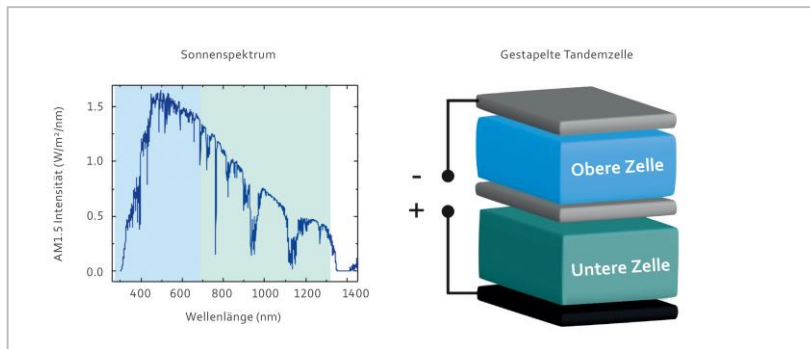 Sonnenspektrum
AM1.5 Intensität (W/m²/nm)
1.5
1.0
0.5
0.0
400 600 800 1000 1200 1400
Wellenlänge (nm)
Gestapelte Tandemzelle
-
+
Obere Zelle
Untere Zelle